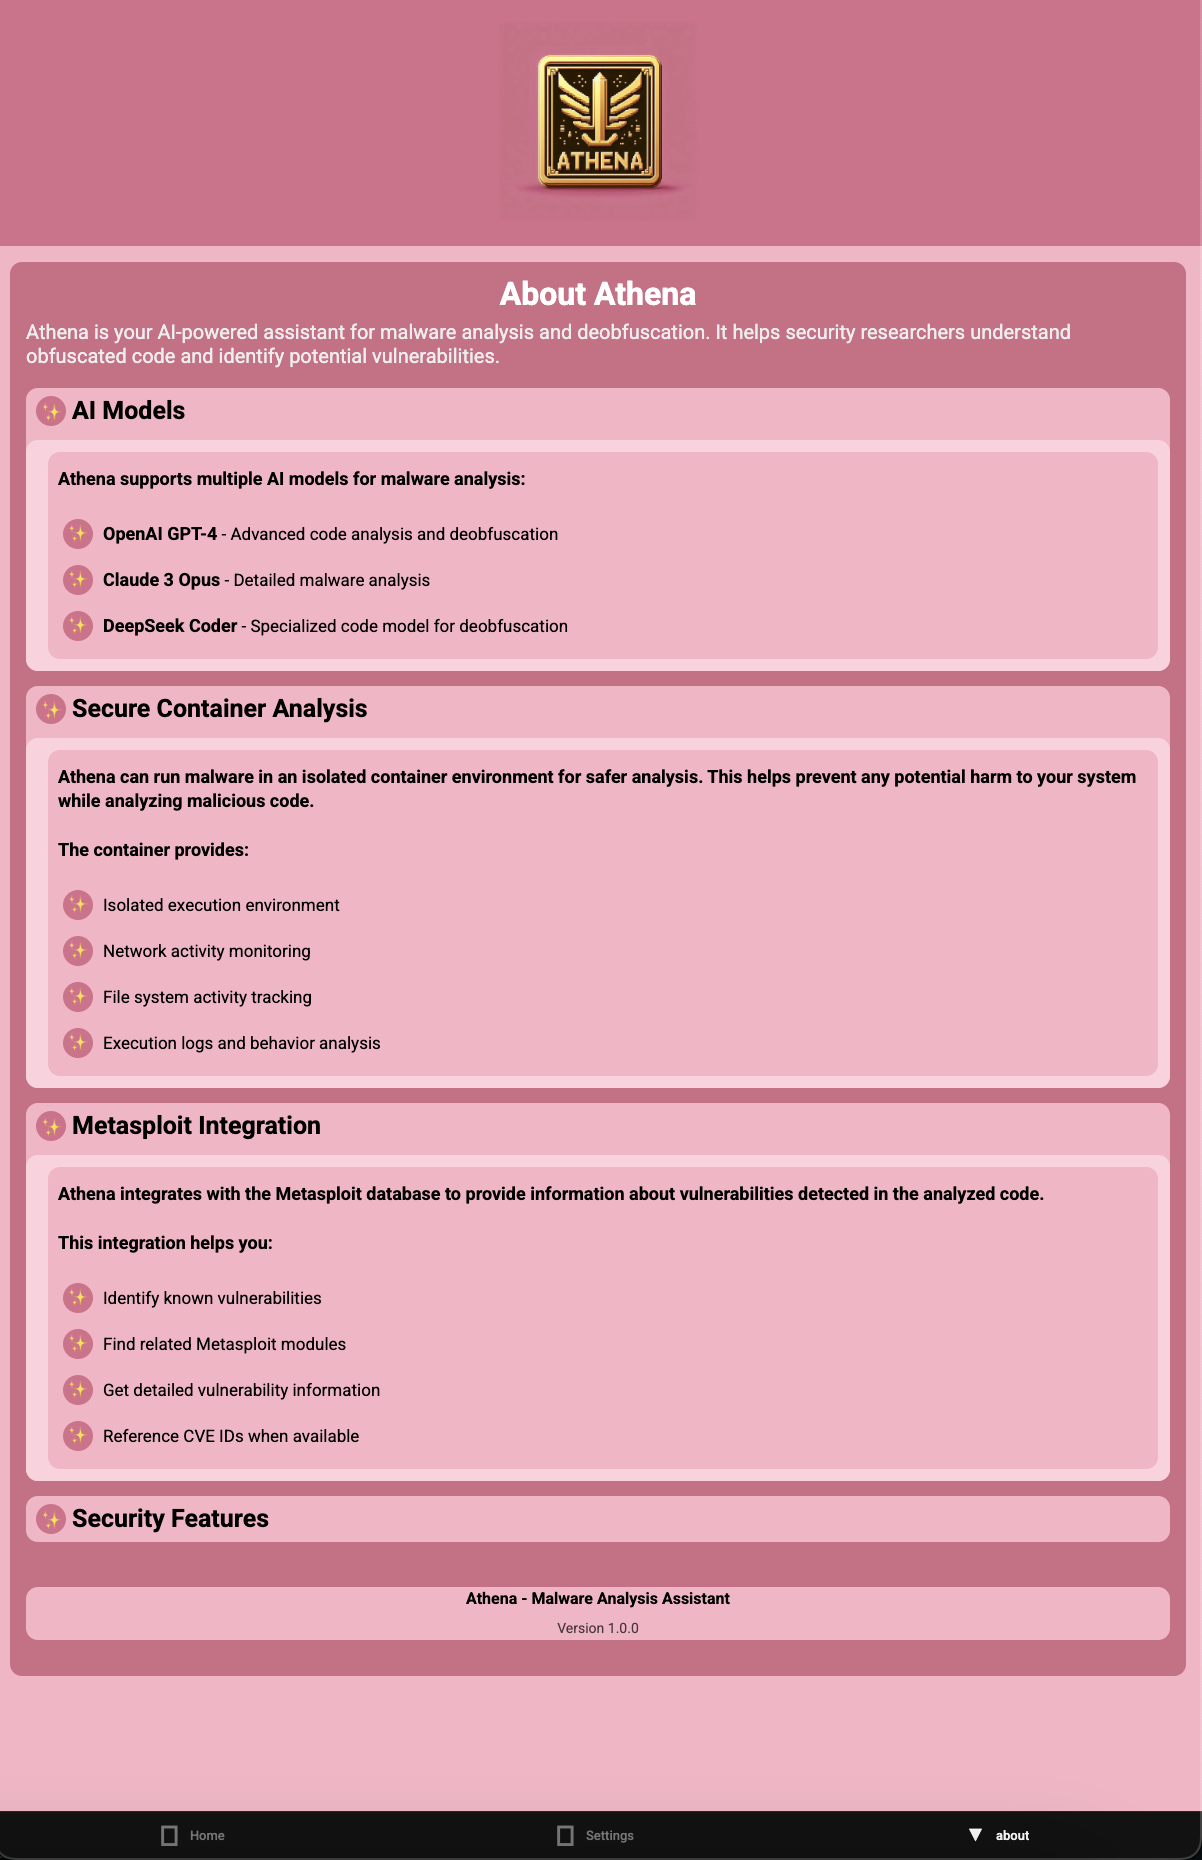 ATHENA
About Athena
Athena is your AI-powered assistant for malware analysis and deobfuscation. It helps security researchers understand
obfuscated code and identify potential vulnerabilities.
AI Models
Athena supports multiple AI models for malware analysis:
OpenAI GPT-4 - Advanced code analysis and deobfuscation
Claude 3 Opus - Detailed malware analysis
DeepSeek Coder - Specialized code model for deobfuscation
Secure Container Analysis
Athena can run malware in an isolated container environment for safer analysis. This helps prevent any potential harm to your system
while analyzing malicious code.
The container provides:
Isolated execution environment
Network activity monitoring
File system activity tracking
Execution logs and behavior analysis
Metasploit Integration
Athena integrates with the Metasploit database to provide information about vulnerabilities detected in the analyzed code.
This integration helps you:
Identify known vulnerabilities
Find related Metasploit modules
Get detailed vulnerability information
Reference CVE IDs when available
Security Features
Athena - Malware Analysis Assistant
Version 1.0.0
Home
Settings
about